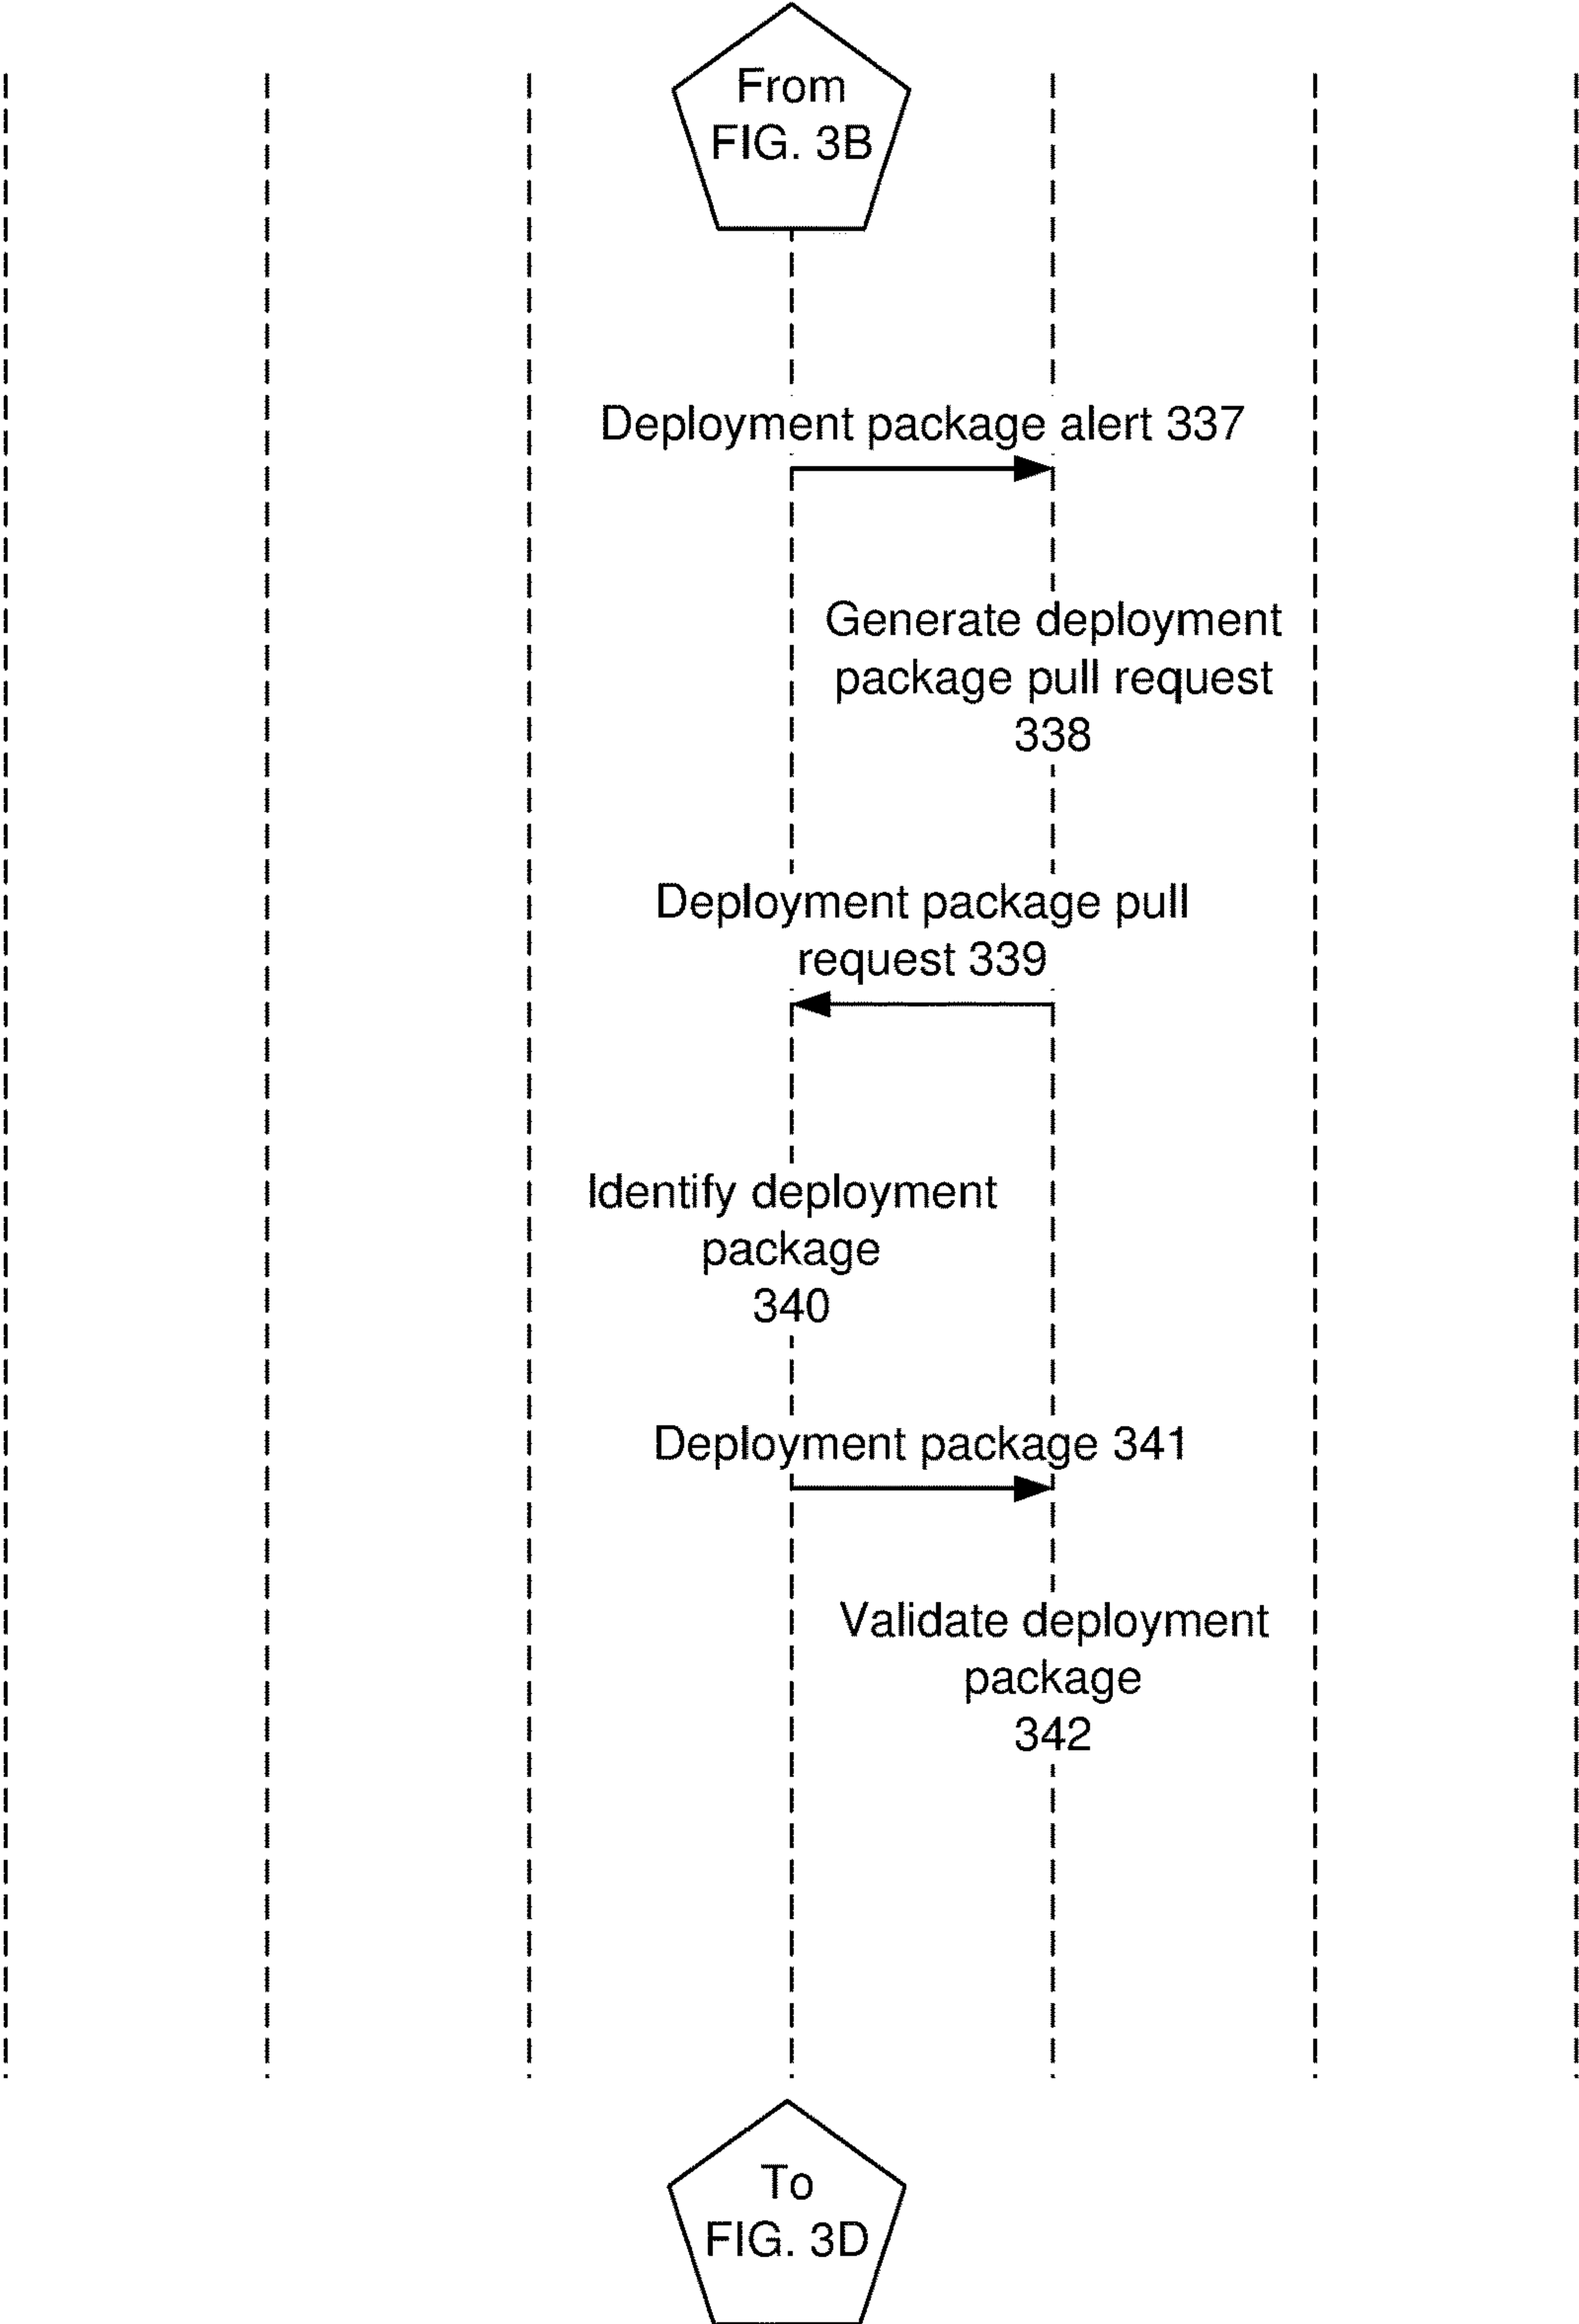 From
FIG. 3B
Deployment package alert 337
Generate deployment
package pull request
338
Deployment package pull
request 339
Identify deployment
package
340
Deployment package 341
Validate deployment
package
342
To
FIG. 3D